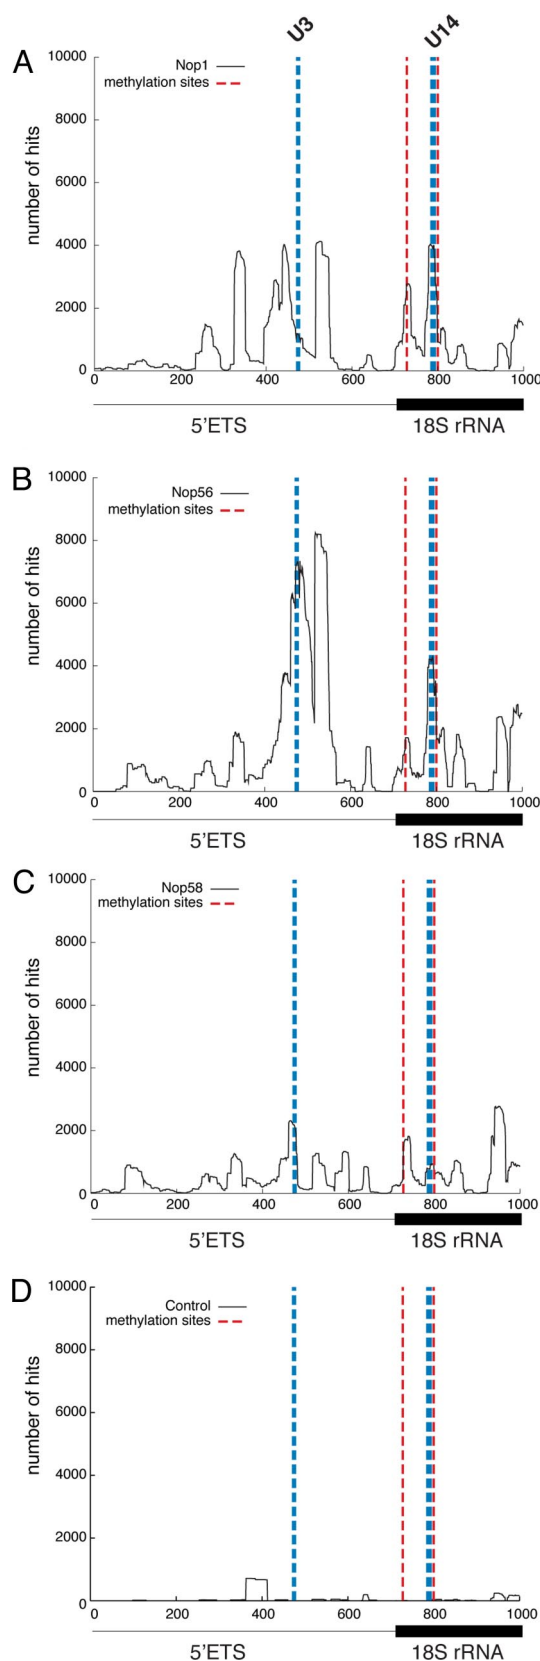 U3 U14
A
10000
Nop1
methylation sites
8000
6000
4000
2000
0
number of hits
0 200 400 600 800 1000
5'ETS 18S rRNA
B
10000
Nop56
methylation sites
8000
6000
4000
2000
0
number of hits
0 200 400 600 800 1000
5'ETS 18S rRNA
C
10000
Nop58
methylation sites
8000
6000
4000
2000
0
number of hits
0 200 400 600 800 1000
5'ETS 18S rRNA
D
10000
Control
methylation sites
8000
6000
4000
2000
0
number of hits
0 200 400 600 800 1000
5'ETS 18S rRNA